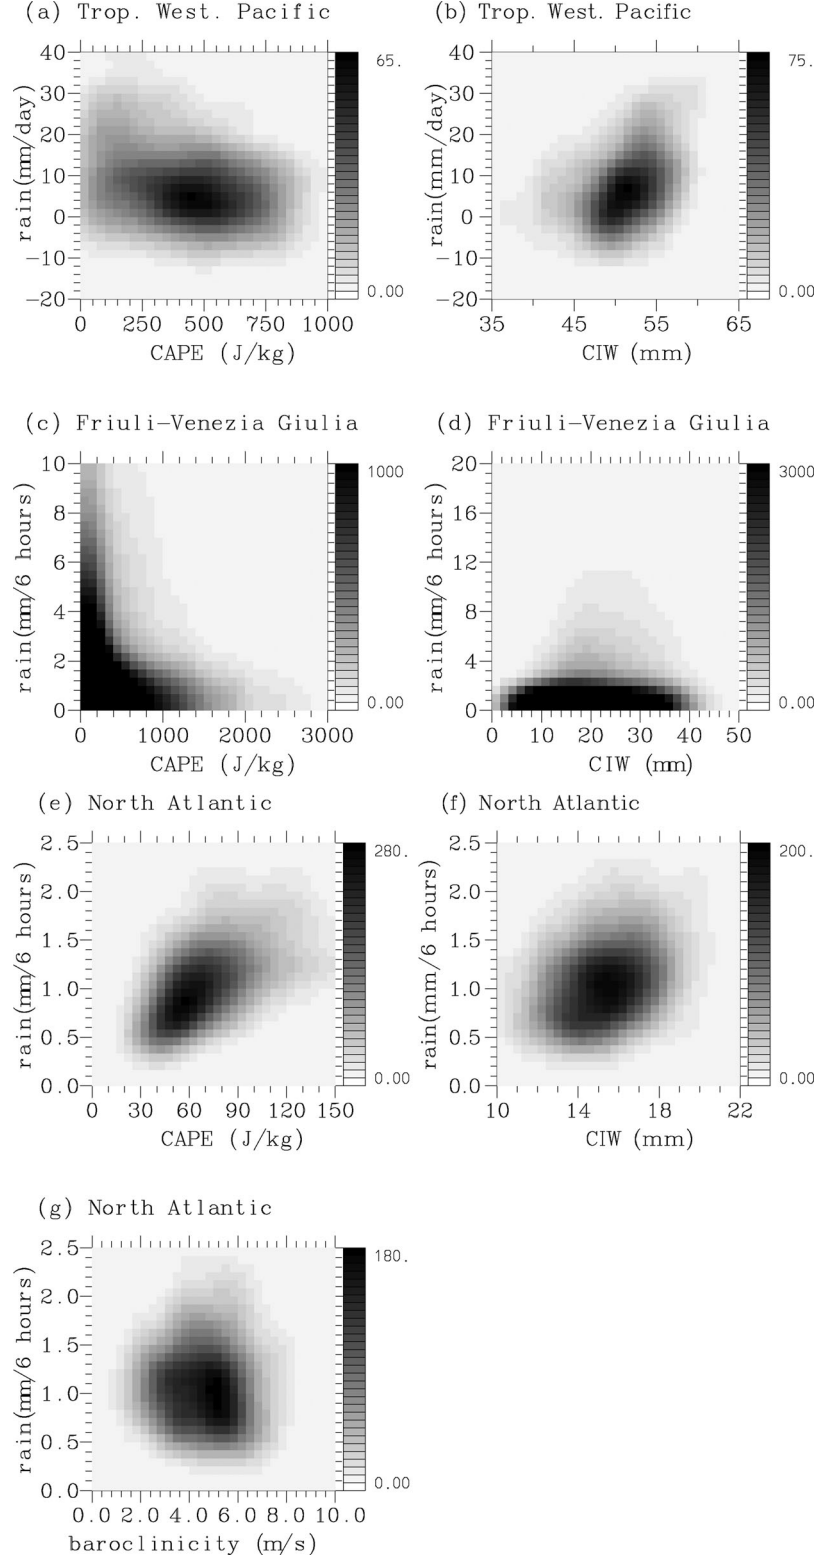 (a) Trop. West. Pacific
(b) Trop. West. Pacific
40
30
20
10
0
−10
−20
rain(mm/day)
0 250 500 750 1000
CAPE (J/kg)
65.
0.00
40
30
20
10
0
−10
−20
rain(mm/day)
35 45 55 65
CIW (mm)
75.
0.00
(c) Friuli−Venezia Giulia
(d) Friuli−Venezia Giulia
10
8
6
4
2
0
rain(mm/6 hours)
0 1000 2000 3000
CAPE (J/kg)
1000
0.00
20
16
12
8
4
0
rain(mm/6 hours)
0 10 20 30 40 50
CIW (mm)
3000
0.00
(e) North Atlantic
(f) North Atlantic
2.5
2.0
1.5
1.0
0.5
0.0
rain(mm/6 hours)
0 30 60 90 120 150
CAPE (J/kg)
280.
0.00
2.5
2.0
1.5
1.0
0.5
0.0
rain(mm/6 hours)
10 14 18 22
CIW (mm)
200.
0.00
(g) North Atlantic
2.5
2.0
1.5
1.0
0.5
0.0
rain(mm/6 hours)
0.0 2.0 4.0 6.0 8.0 10.0
baroclinicity (m/s)
180.
0.00